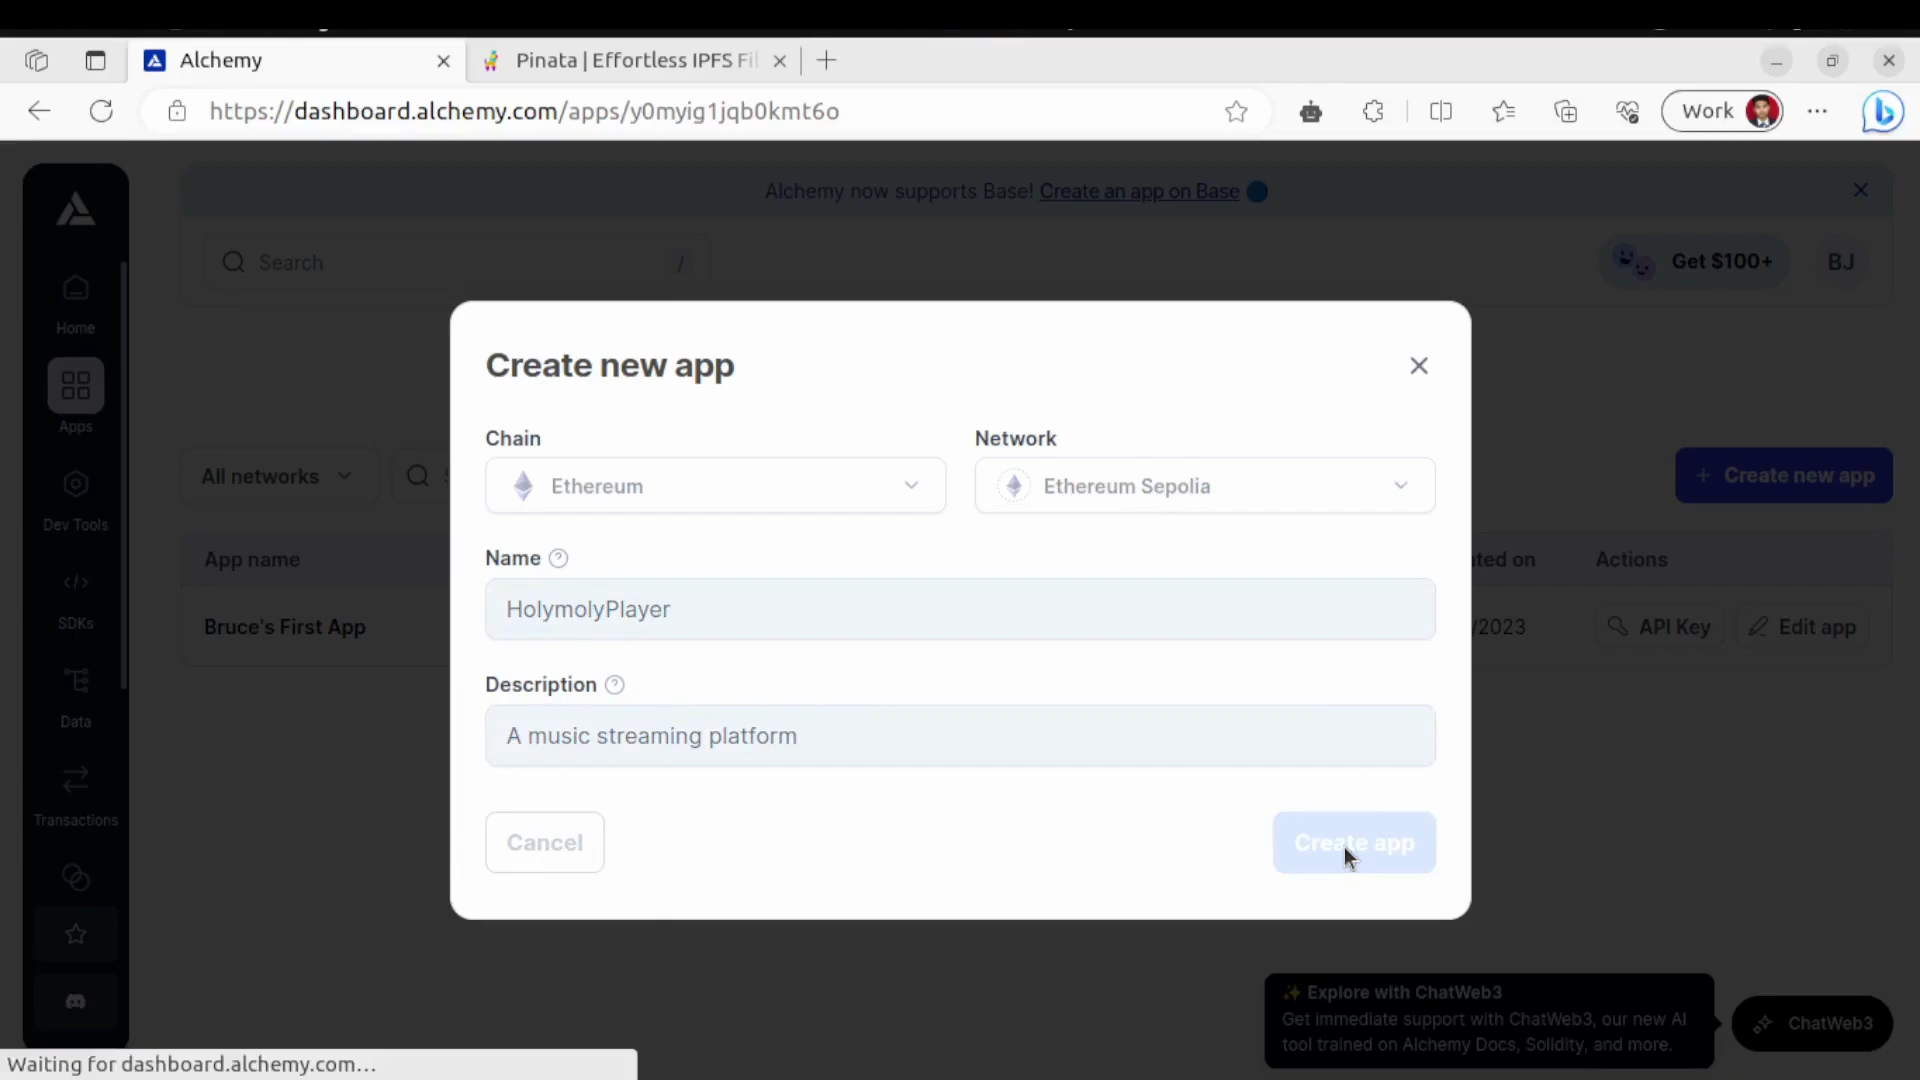 Alchemy
Pinata | Effortless IPFS Fil
https://dashboard.alchemy.com/apps/y0myig1jqb0kmt6o
Work
Alchemy now supports Base! Create an app on Base
Search
/
Get $100+
BJ
Home
Apps
Dev Tools
SDKs
Data
Transactions
All networks
S
Create new app
App name
ted on
Actions
Bruce's First App
/2023
API Key
Edit app
Create new app
Chain
Network
Ethereum
Ethereum Sepolia
Name
HolymolyPlayer
Description
A music streaming platform
Cancel
Create app
Explore with ChatWeb3
Get immediate support with ChatWeb3, our new AI
tool trained on Alchemy Docs, Solidity, and more.
ChatWeb3
Waiting for dashboard.alchemy.com...